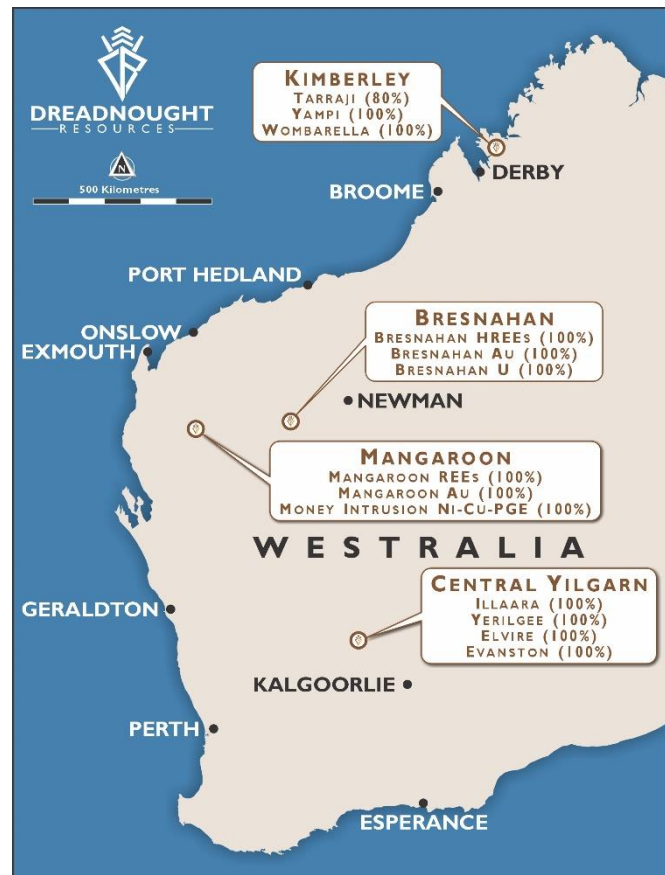 DREADNOUGHT
RESOURCES
N
500 Kilometres
KIMBERLEY
TARRAJI (80%)
YAMPI (100%)
WOMBARELLA (100%)
DERBY
BROOME
PORT HEDLAND
ONSLOW
EXMOUTH
BRESNAHAN
BRESNAHAN HREES (100%)
BRESNAHAN AU (100%)
BRESNAHAN U (100%)
NEWMAN
MANGAROON
MANGAROON REES (100%)
MANGAROON AU (100%)
MONEY INTRUSION NI-CU-PGE (100%)
WESTRALIA
CENTRAL YILGARN
ILLAARA (100%)
YERILGEE (100%)
ELVIRE (100%)
EVANSTON (100%)
GERALDTON
KALGOORLIE
PERTH
ESPERANCE